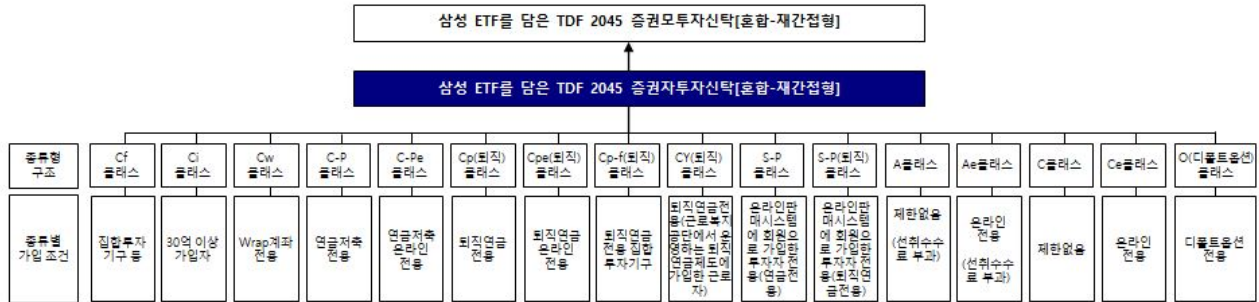 삼성 ETF를 담은 TDF 2045 증권모투자신탁[혼합-재간접형]
삼성 ETF를 담은 TDF 2045 증권자투자신탁[혼합-재간접형]
종류형
구조
Cf
클래스
Ci
클래스
Cw
클래스
C-P
클래스
C-Pe
클래스
Cp(퇴직)
클래스
Cpe(퇴직)
클래스
Cp-f(퇴직)
클래스
CY(퇴직)
클래스
S-P
클래스
S-P(퇴직)
클래스
A클래스
Ae클래스
C클래스
Ce클래스
O(디폴트옵션)
클래스
종류별
가입 조건
집합투자
기구 등
30억 이상
가입자
Wrap계좌
전용
연금저축
전용
연금저축
온라인
전용
퇴직연금
전용
퇴직연금
온라인
전용
퇴직연금
전용 집합
투자기구
퇴직연금전
용(근로복지
공단에서 운
영하는 퇴직
연금제도에
가입한 근로
자)
온라인판
매시스템
에 회원으
로 가입한
투자자 전
용(연금전
용)
온라인판
매시스템
에 회원으
로 가입한
투자자 전
용(퇴직연
금전용)
제한없음
(선취수수
료 부과)
온라인
전용
(선취수수
료 부과)
제한없음
온라인
전용
디폴트옵션
전용